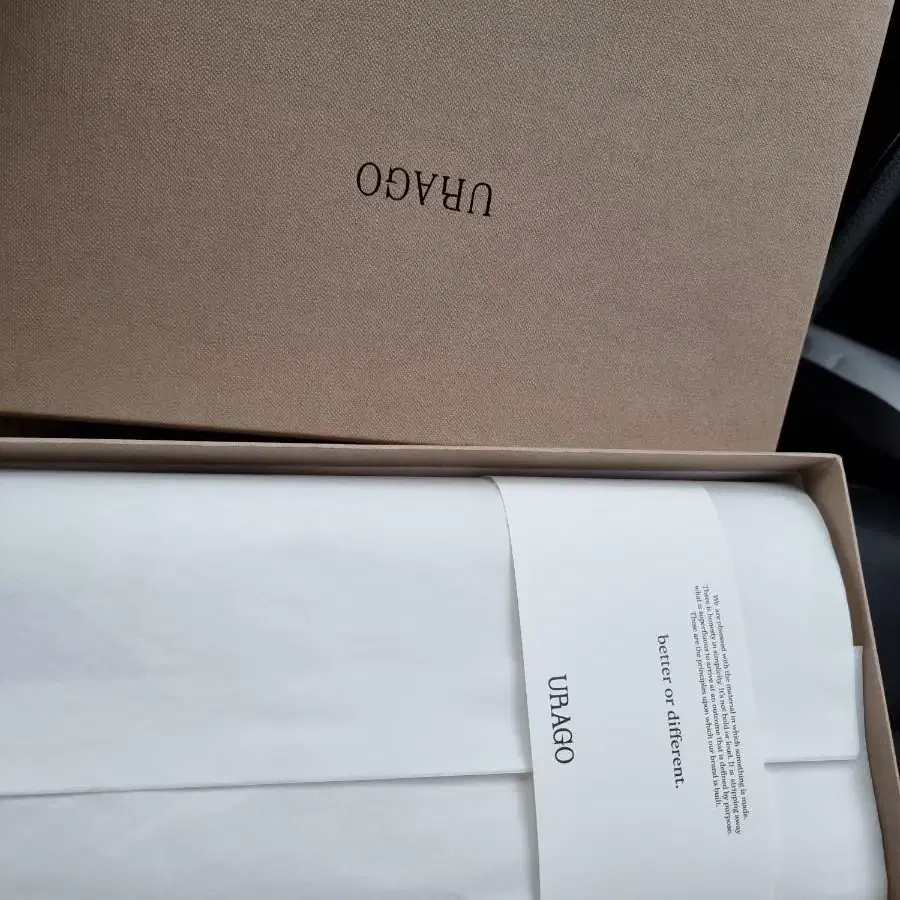 URAGO
We are obsessed with the material in which something is made.
There is honesty in simplicity. It's not bold or loud. It is stripping away
what is superfluous to arrive at an outcome that is defined by purpose.
These are the principles upon which our brand is built.
better or different.
URAGO